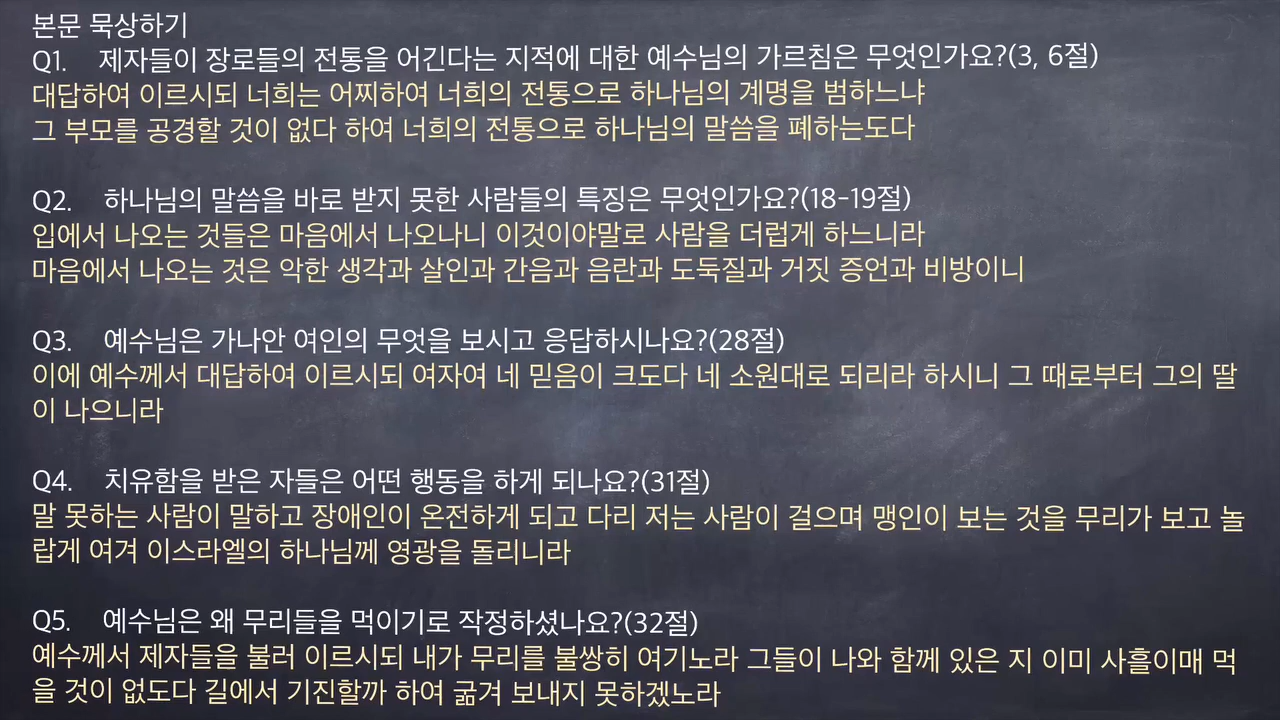 본문 묵상하기
Q1. 제자들이 장로들의 전통을 어긴다는 지적에 대한 예수님의 가르침은 무엇인가요?(3, 6절)
대답하여 이르시되 너희는 어찌하여 너희의 전통으로 하나님의 계명을 범하느냐
그 부모를 공경할 것이 없다 하여 너희의 전통으로 하나님의 말씀을 폐하는도다
Q2. 하나님의 말씀을 바로 받지 못한 사람들의 특징은 무엇인가요?(18-19절)
입에서 나오는 것들은 마음에서 나오나니 이것이야말로 사람을 더럽게 하느니라
마음에서 나오는 것은 악한 생각과 살인과 간음과 음란과 도둑질과 거짓 증언과 비방이니
Q3. 예수님은 가나안 여인의 무엇을 보시고 응답하시나요?(28절)
이에 예수께서 대답하여 이르시되 여자여 네 믿음이 크도다 네 소원대로 되리라 하시니 그 때로부터 그의 딸
이 나으니라
Q4. 치유함을 받은 자들은 어떤 행동을 하게 되나요?(31절)
말 못하는 사람이 말하고 장애인이 온전하게 되고 다리 저는 사람이 걸으며 맹인이 보는 것을 무리가 보고 놀
랍게 여겨 이스라엘의 하나님께 영광을 돌리니라
Q5. 예수님은 왜 무리들을 먹이기로 작정하셨나요?(32절)
예수께서 제자들을 불러 이르시되 내가 무리를 불쌍히 여기노라 그들이 나와 함께 있은 지 이미 사흘이매 먹
을 것이 없도다 길에서 기진할까 하여 굶겨 보내지 못하겠노라